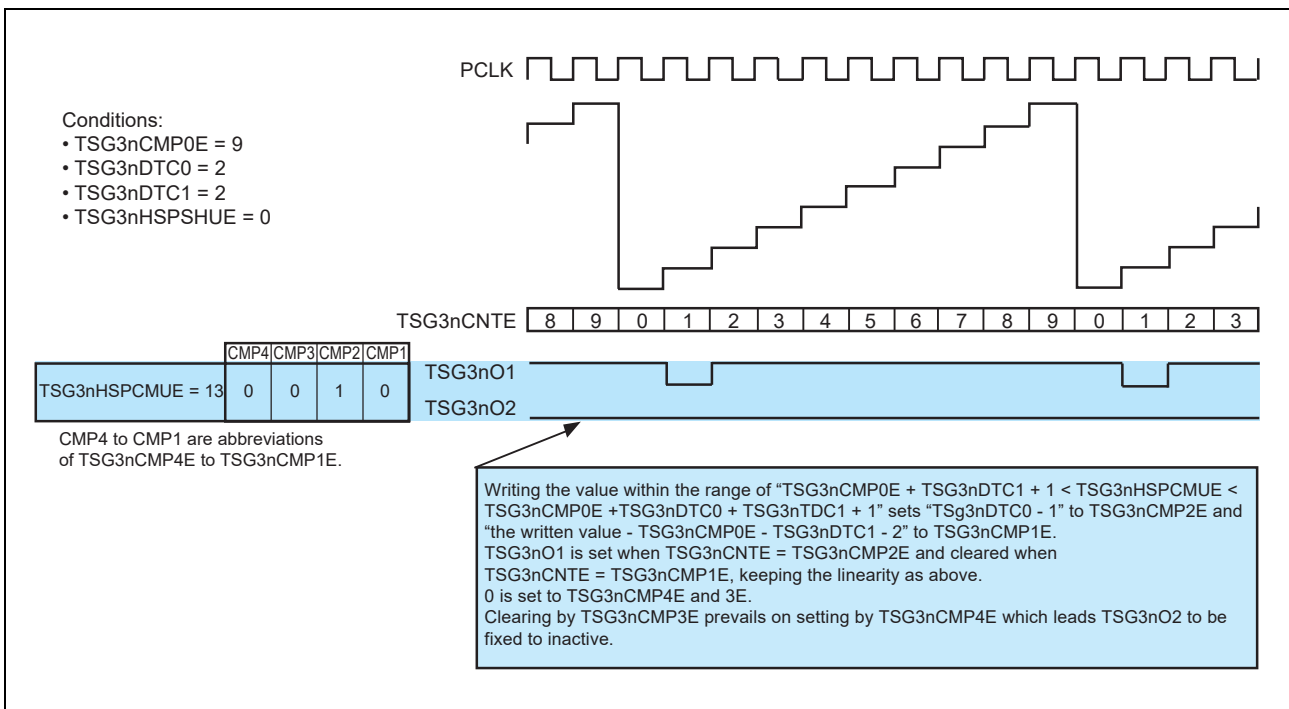 PCLK
Conditions:
• TSG3nCMP0E = 9
• TSG3nDTC0 = 2
• TSG3nDTC1 = 2
• TSG3nHSPSHUE = 0
TSG3nCNTE 8 9 0 1 2 3 4 5 6 7 8 9 0 1 2 3
CMP4 CMP3 CMP2 CMP1
TSG3nHSPCMUE = 13 0 0 1 0
TSG3nO1
TSG3nO2
CMP4 to CMP1 are abbreviations
of TSG3nCMP4E to TSG3nCMP1E.
Writing the value within the range of “TSG3nCMP0E + TSG3nDTC1 + 1 < TSG3nHSPCMUE <
TSG3nCMP0E +TSG3nDTC0 + TSG3nTDC1 + 1” sets “TSg3nDTC0 - 1” to TSG3nCMP2E and
“the written value - TSG3nCMP0E - TSG3nDTC1 - 2” to TSG3nCMP1E.
TSG3nO1 is set when TSG3nCNTE = TSG3nCMP2E and cleared when
TSG3nCNTE = TSG3nCMP1E, keeping the linearity as above.
0 is set to TSG3nCMP4E and 3E.
Clearing by TSG3nCMP3E prevails on setting by TSG3nCMP4E which leads TSG3nO2 to be
fixed to inactive.